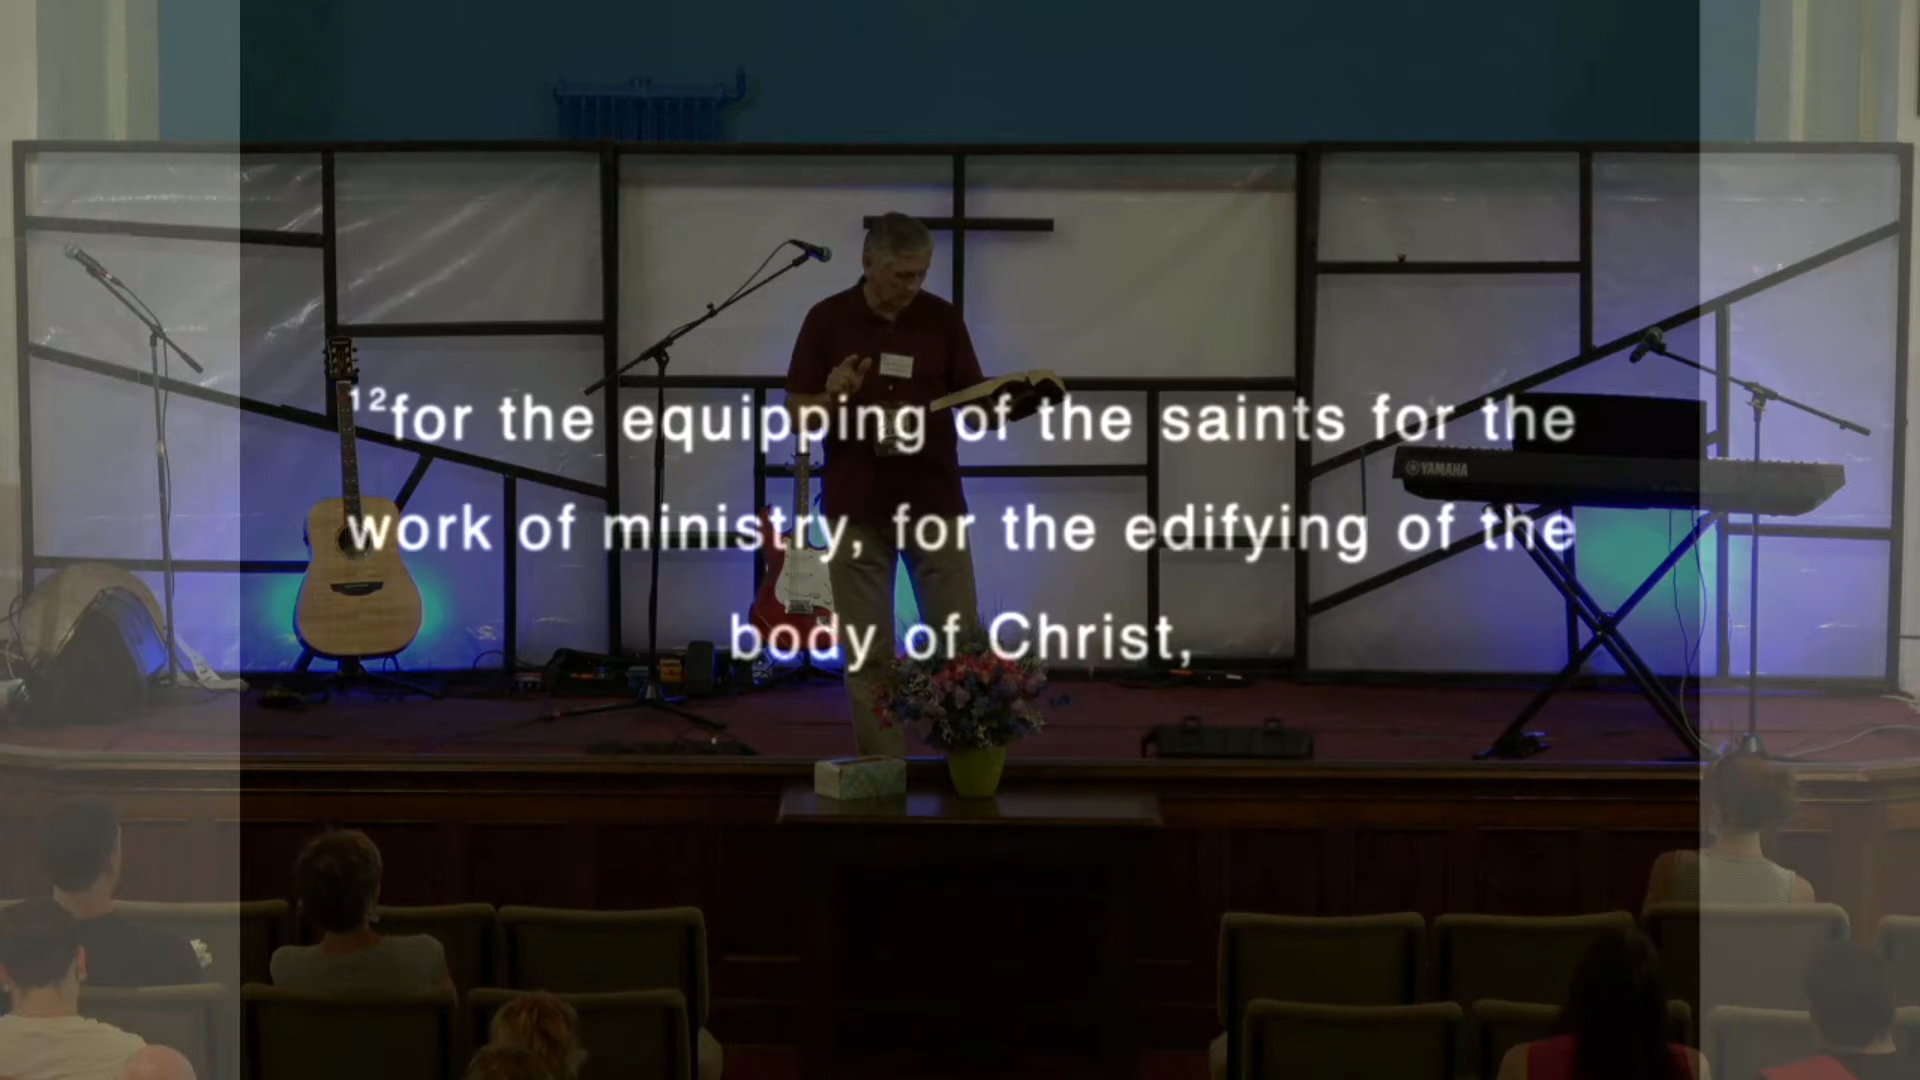 ¹²for the equipping of the saints for the
work of ministry, for the edifying of the
body of Christ,
YAMAHA